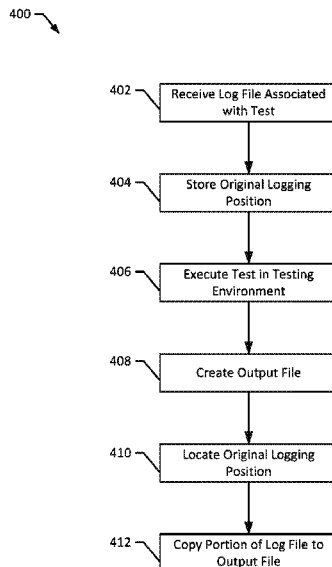 400
402
Receive Log File Associated
with Test
404
Store Original Logging
Position
406
Execute Test in Testing
Environment
408
Create Output File
410
Locate Original Logging
Position
412
Copy Portion of Log File to
Output File